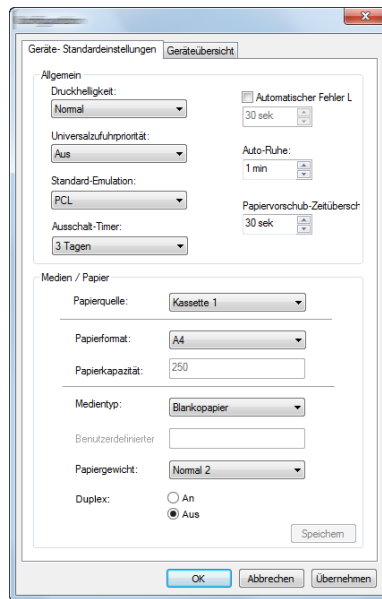 Geräte- Standardeinstellungen Geräteübersicht
Allgemein
Druckhelligkeit:
Normal
Automatischer Fehler L
30 sek
Universalzufuhrpriorität:
Aus
Auto-Ruhe:
1 min
Standard-Emulation:
PCL
Papiervorschub-Zeitübersch
30 sek
Ausschalt-Timer:
3 Tagen
Medien / Papier
Papierquelle: Kassette 1
Papierformat: A4
Papierkapazität: 250
Medientyp: Blankopapier
Benutzerdefinierter
Papiergewicht: Normal 2
Duplex: An
Aus
Speichern
OK Abbrechen Übernehmen